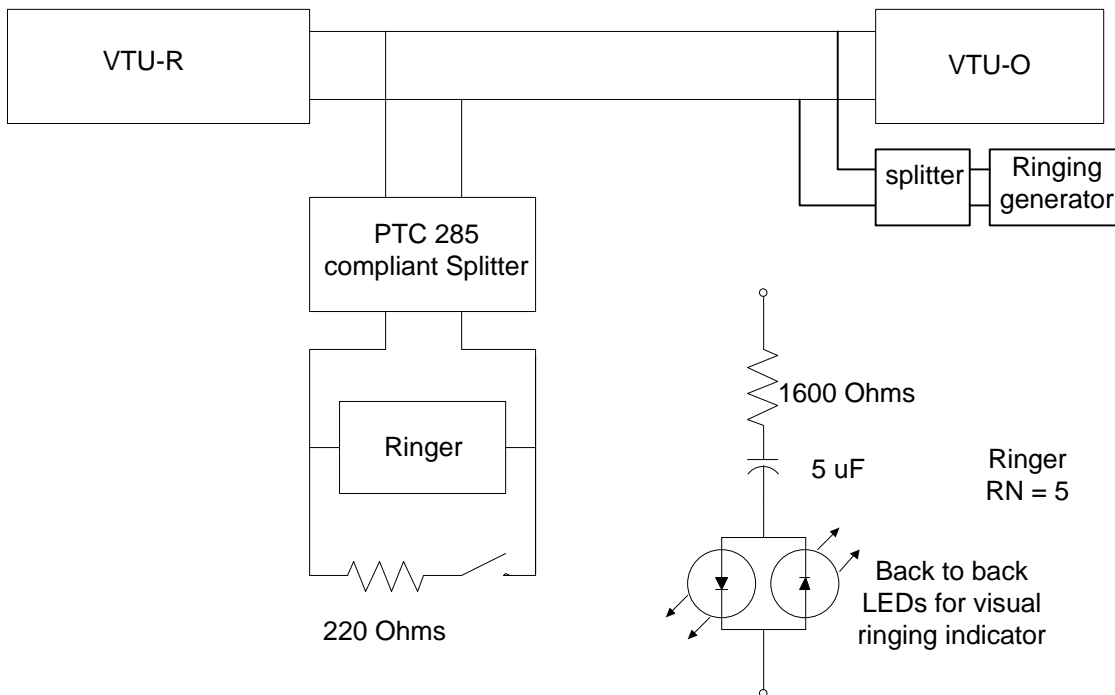 VTU-R
VTU-O
splitter
Ringing
generator
PTC 285
compliant Splitter
Ringer
220 Ohms
1600 Ohms
5 uF
Ringer
RN = 5
Back to back
LEDs for visual
ringing indicator